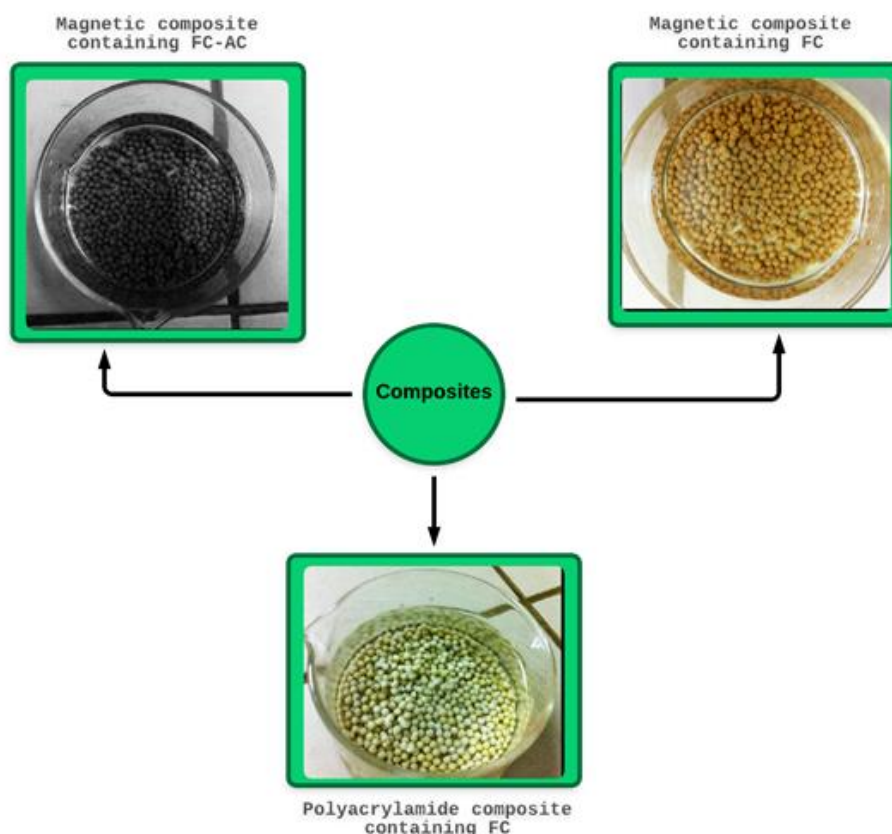 Magnetic composite
containing FC-AC
Magnetic composite
containing FC
Composites
Polyacrylamide composite
containing FC